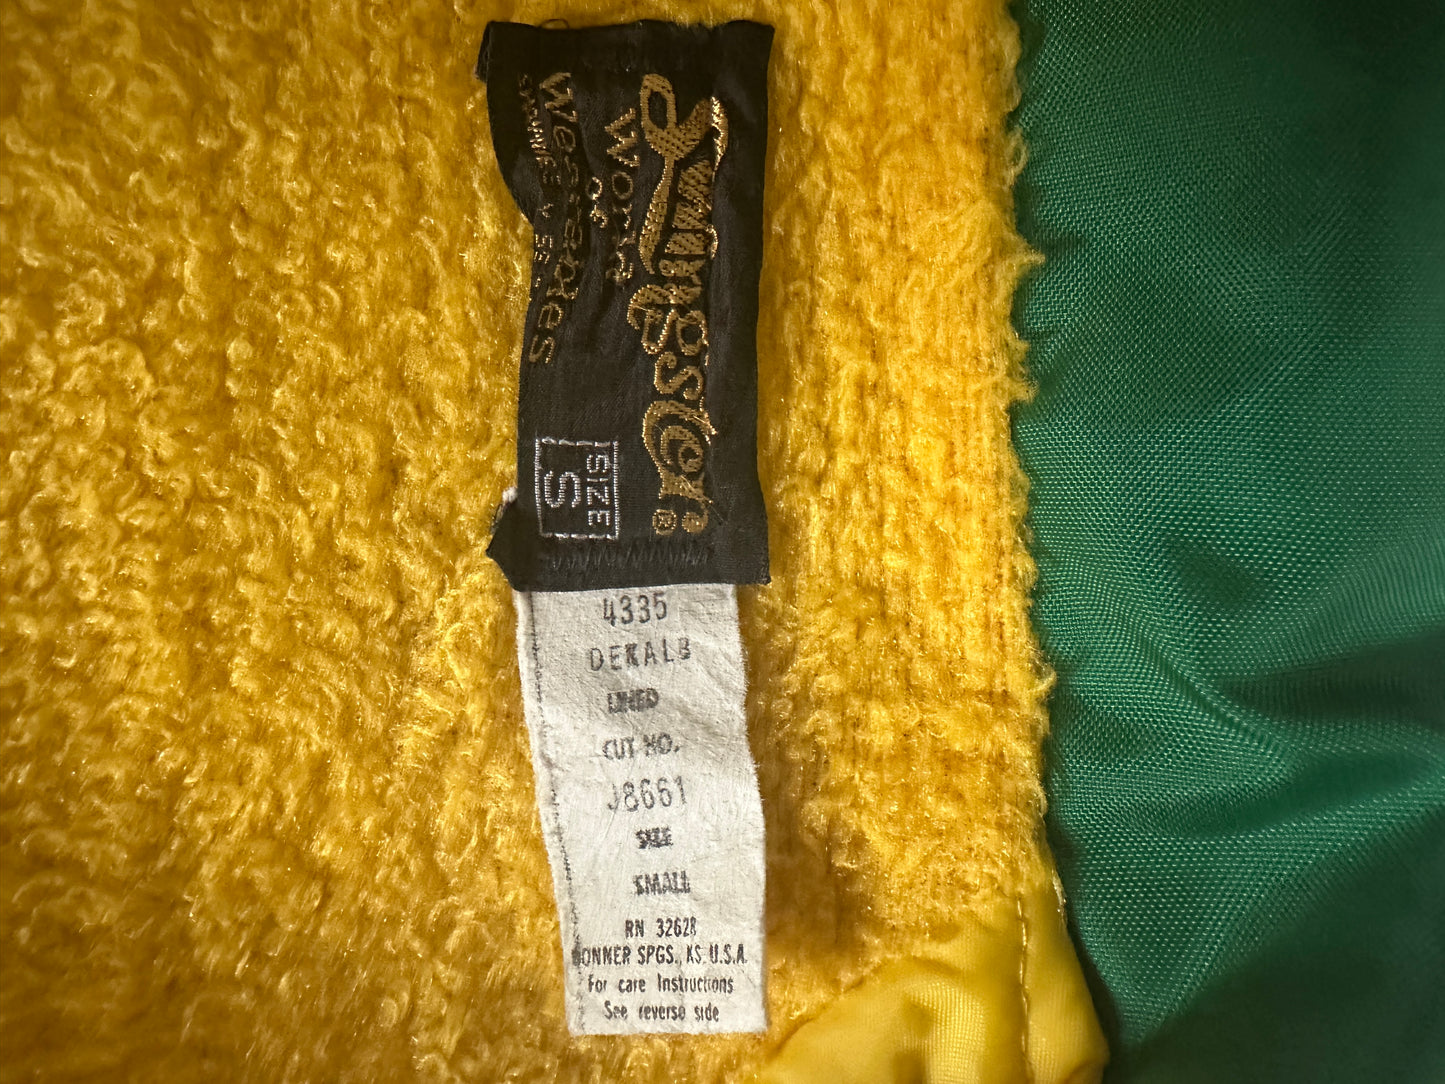 Swingster®
World
OF
Wearables
SHAWNEE
SIZE
S
4335
DEKALB
LINED
CUT NO.
J8661
SIZE
SMALL
RN 32628
BONNER SPGS., KS. U.S.A.
For care Instructions
See reverse side